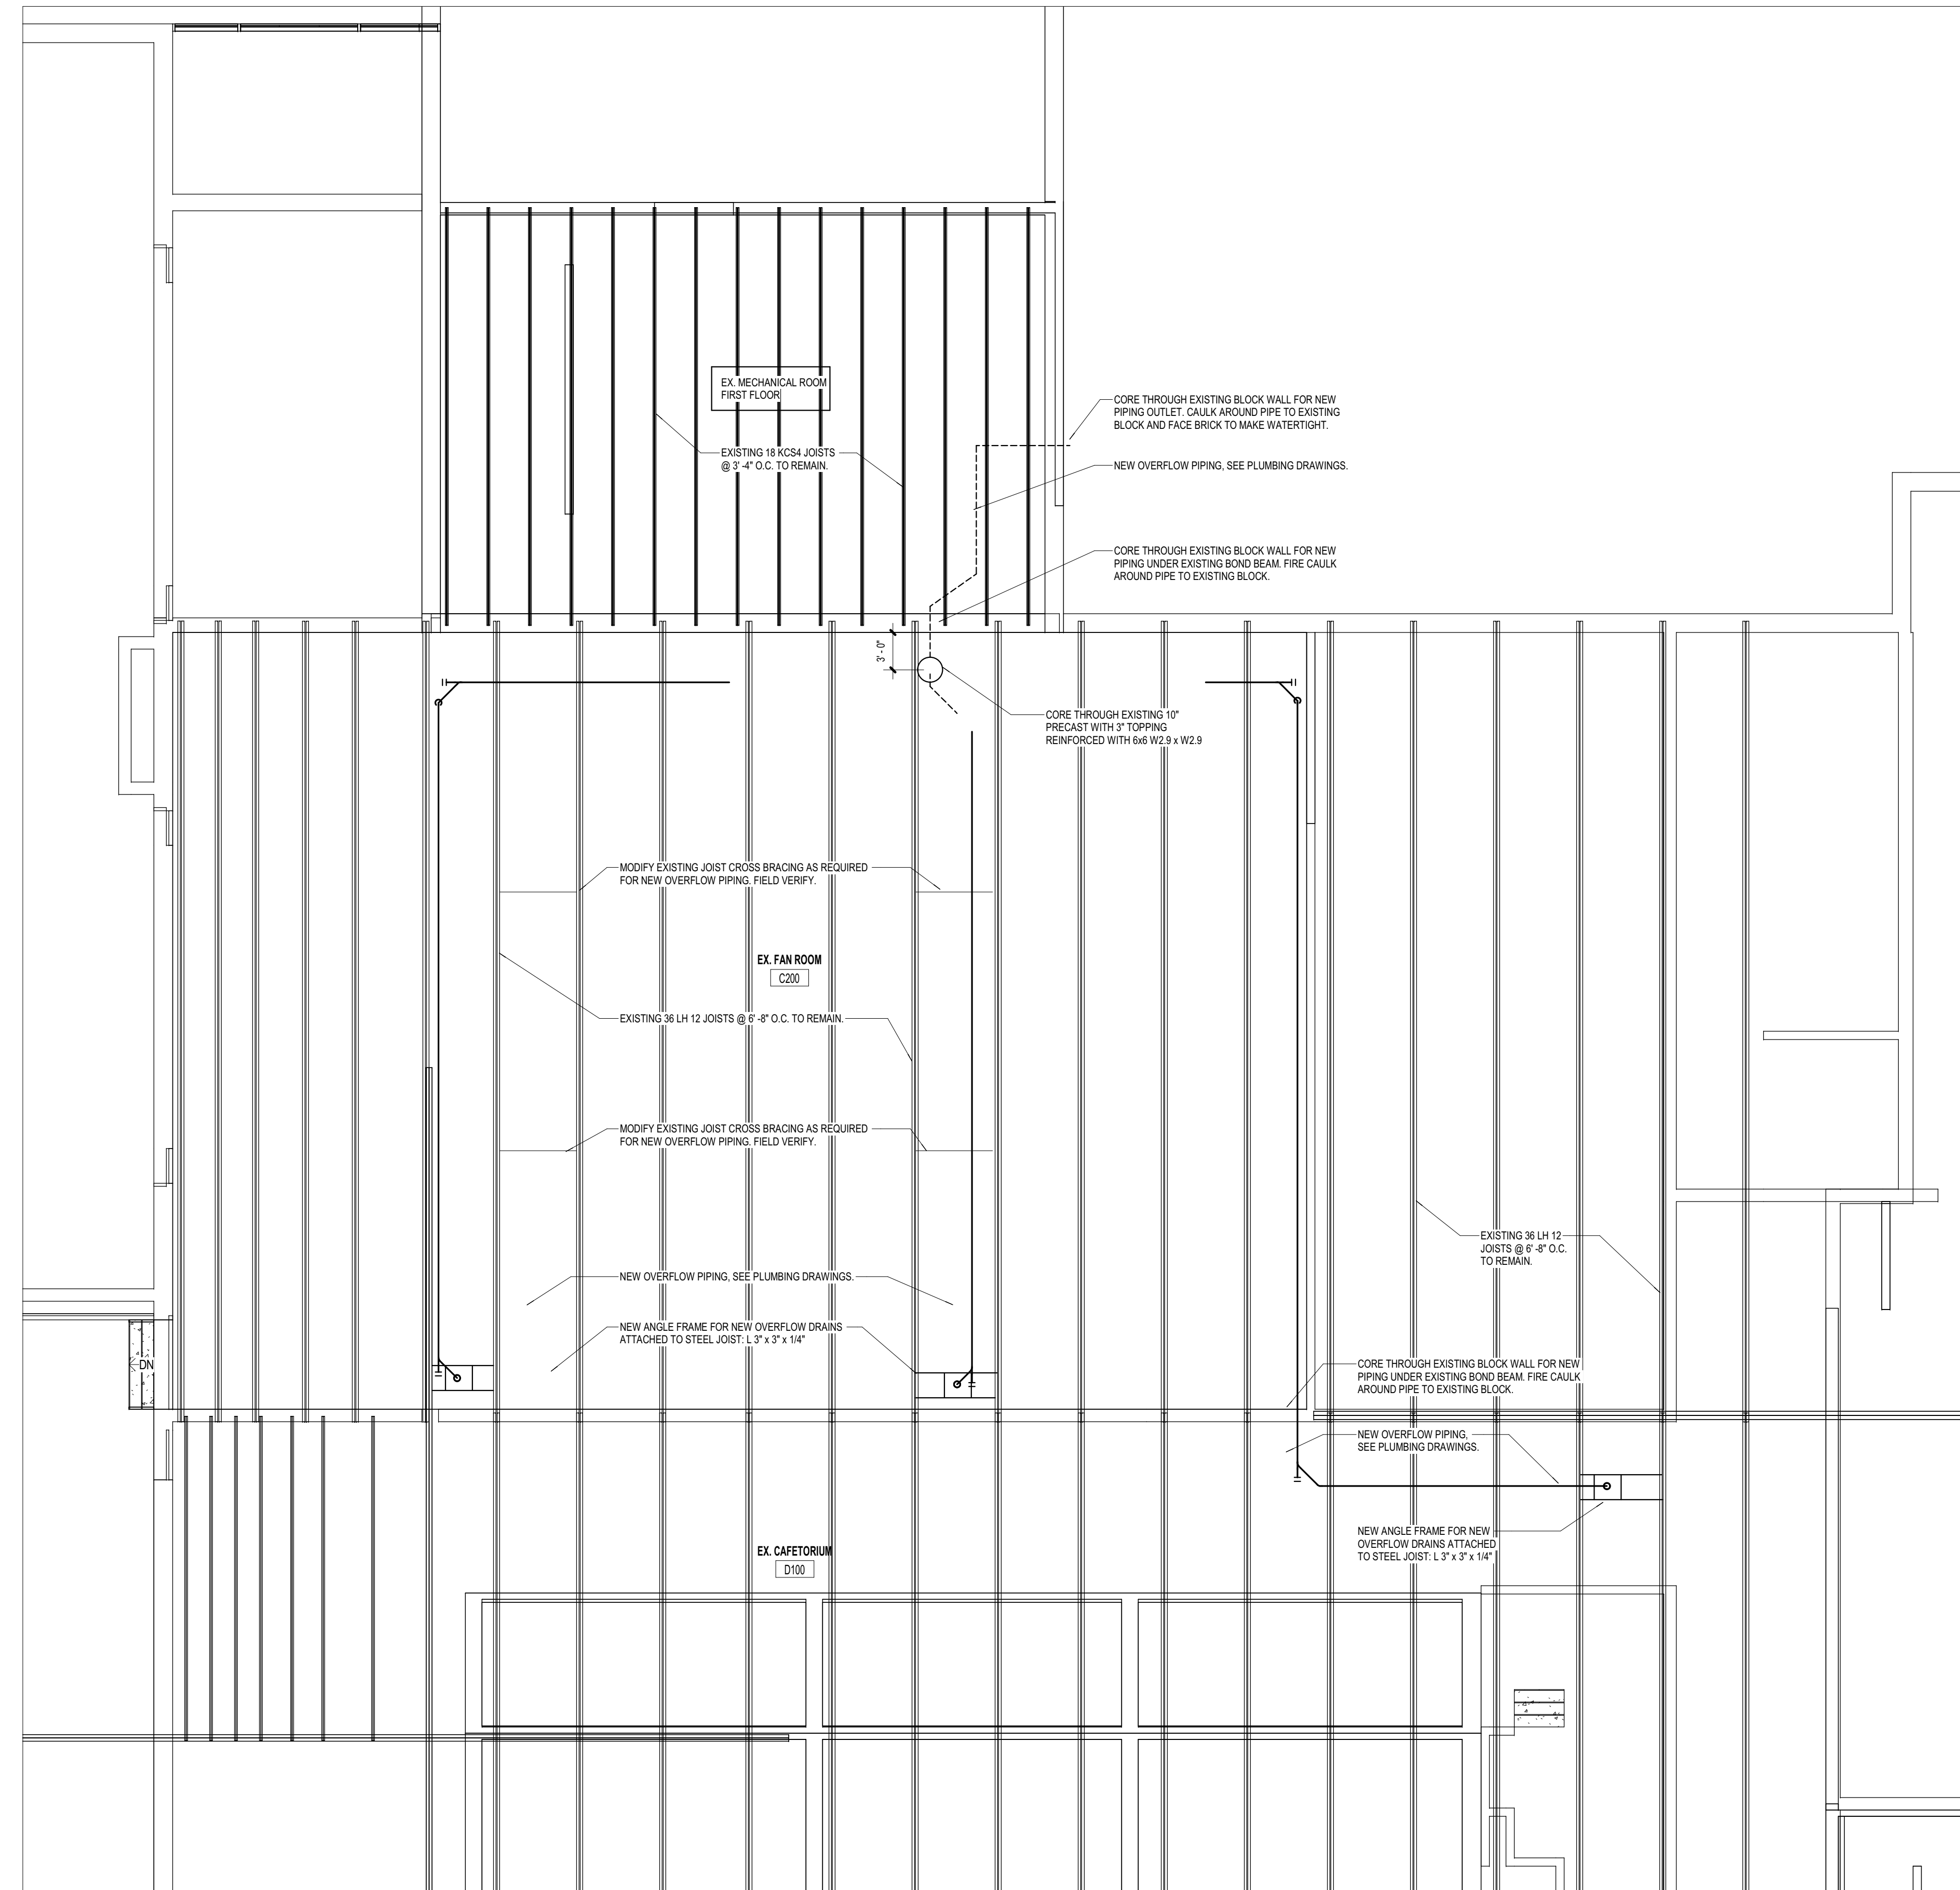 EX. MECHANICAL ROOM
FIRST FLOOR
CORE THROUGH EXISTING BLOCK WALL FOR NEW
PIPING OUTLET. CAULK AROUND PIPE TO EXISTING
BLOCK AND FACE BRICK TO MAKE WATERTIGHT.
EXISTING 18 KCS4 JOISTS
@ 3' -4" O.C. TO REMAIN.
NEW OVERFLOW PIPING, SEE PLUMBING DRAWINGS.
CORE THROUGH EXISTING BLOCK WALL FOR NEW
PIPING UNDER EXISTING BOND BEAM. FIRE CAULK
AROUND PIPE TO EXISTING BLOCK.
3' - 0"
CORE THROUGH EXISTING 10"
PRECAST WITH 3" TOPPING
REINFORCED WITH 6x6 W2.9 x W2.9
MODIFY EXISTING JOIST CROSS BRACING AS REQUIRED
FOR NEW OVERFLOW PIPING. FIELD VERIFY.
EX. FAN ROOM
C200
EXISTING 36 LH 12 JOISTS @ 6' -8" O.C. TO REMAIN.
MODIFY EXISTING JOIST CROSS BRACING AS REQUIRED
FOR NEW OVERFLOW PIPING. FIELD VERIFY.
EXISTING 36 LH 12
JOISTS @ 6' -8" O.C.
TO REMAIN.
NEW OVERFLOW PIPING, SEE PLUMBING DRAWINGS.
NEW ANGLE FRAME FOR NEW OVERFLOW DRAINS
ATTACHED TO STEEL JOIST: L 3" x 3" x 1/4"
DN
CORE THROUGH EXISTING BLOCK WALL FOR NEW
PIPING UNDER EXISTING BOND BEAM. FIRE CAULK
AROUND PIPE TO EXISTING BLOCK.
NEW OVERFLOW PIPING,
SEE PLUMBING DRAWINGS.
NEW ANGLE FRAME FOR NEW
OVERFLOW DRAINS ATTACHED
TO STEEL JOIST: L 3" x 3" x 1/4"
EX. CAFETORIUM
D100